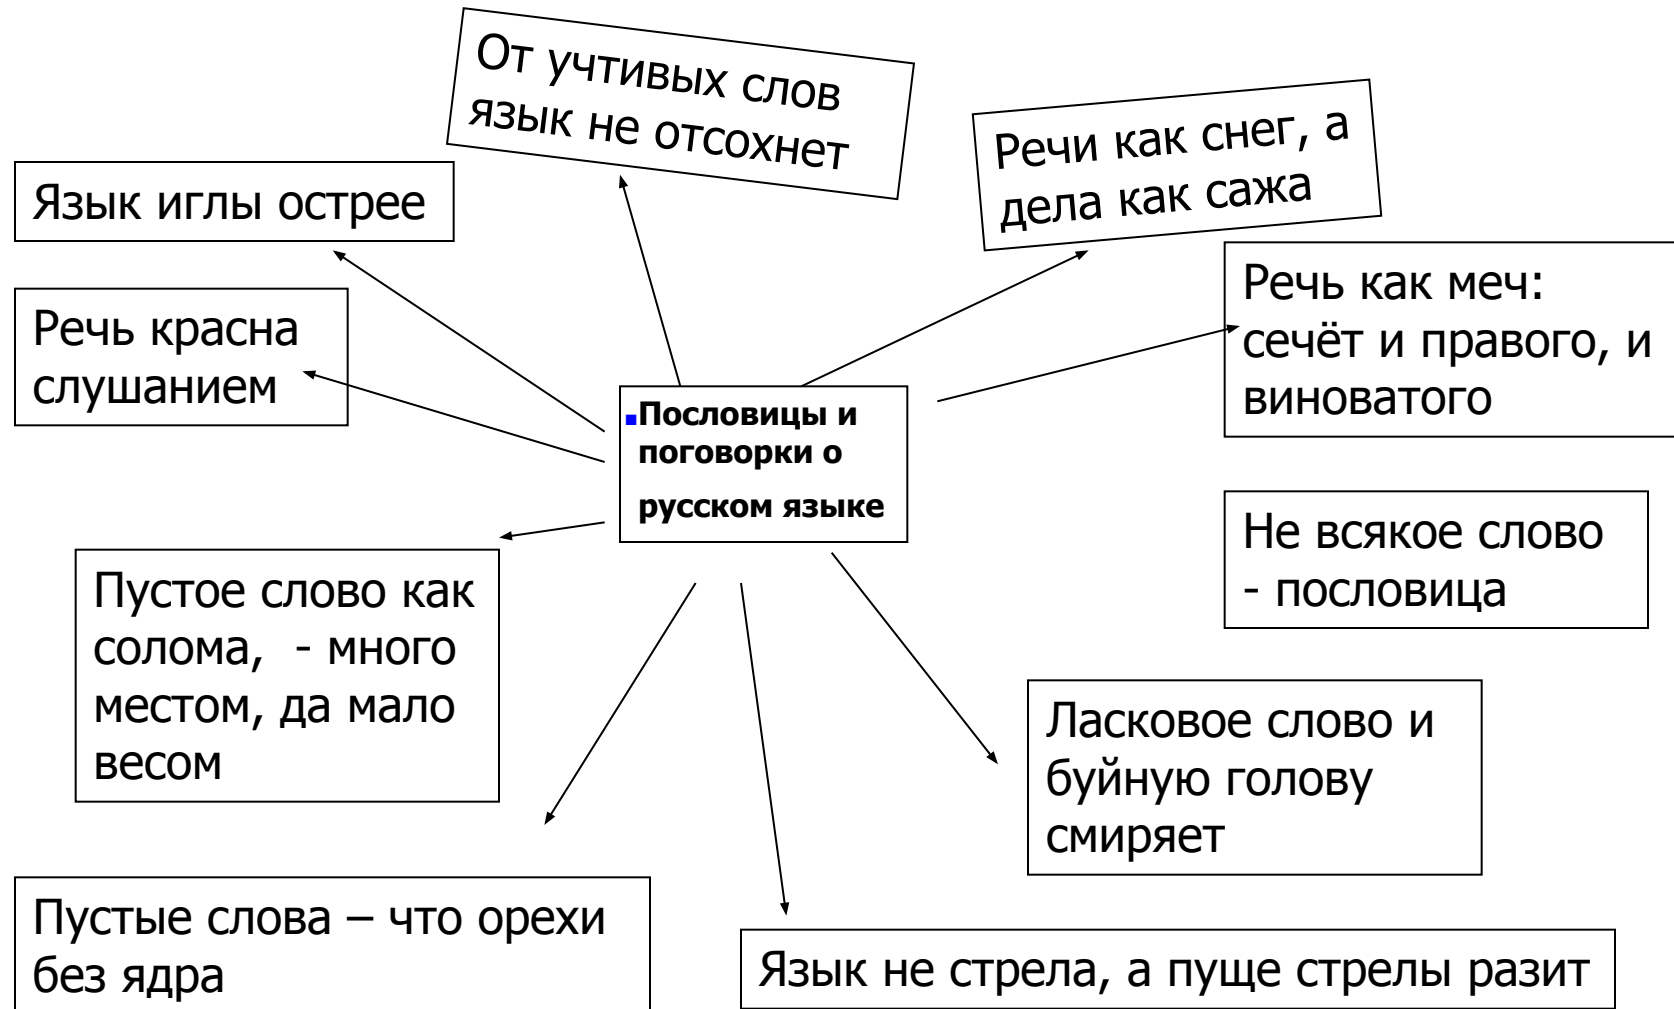 От учтивых слов
язык не отсохнет
Речи как снег, а
дела как сажа
Язык иглы острее
Речь как меч:
сечёт и правого, и
виноватого
Речь красна
слушанием
Пословицы и
поговорки о
русском языке
Не всякое слово
- пословица
Пустое слово как
солома,  - много
местом, да мало
весом
Ласковое слово и
буйную голову
смиряет
Пустые слова – что орехи
без ядра
Язык не стрела, а пуще стрелы разит